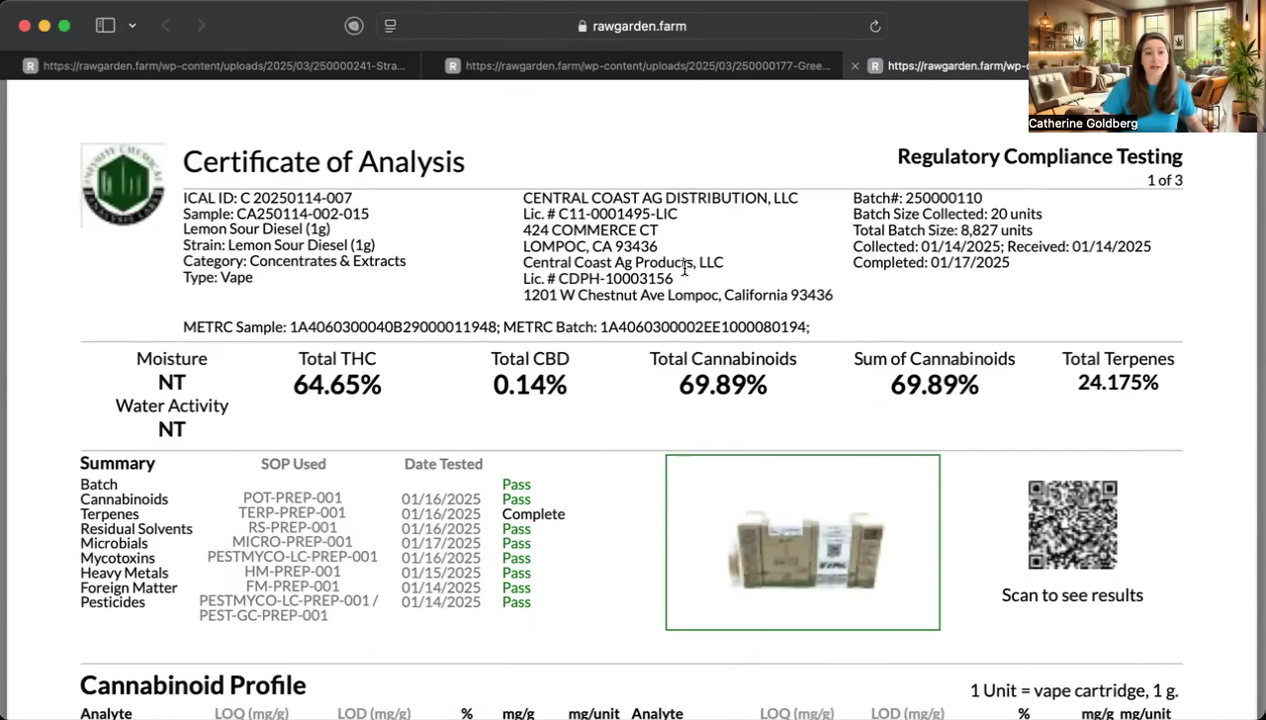 rawgarden.farm
https://rawgarden.farm/wp-content/uploads/2025/03/250000241-Stra...
https://rawgarden.farm/wp-content/uploads/2025/03/250000177-Gree...
https://rawgarden.farm/wp-
Catherine Goldberg
Certificate of Analysis
Regulatory Compliance Testing
1 of 3
ICAL ID: C 20250114-007
Sample: CA250114-002-015
Lemon Sour Diesel (1g)
Strain: Lemon Sour Diesel (1g)
Category: Concentrates & Extracts
Type: Vape
CENTRAL COAST AG DISTRIBUTION, LLC
Lic. # C11-0001495-LIC
424 COMMERCE CT
LOMPOC, CA 93436
Central Coast Ag Products, LLC
Lic. # CDPH-10003156
1201 W Chestnut Ave Lompoc, California 93436
Batch#: 250000110
Batch Size Collected: 20 units
Total Batch Size: 8,827 units
Collected: 01/14/2025; Received: 01/14/2025
Completed: 01/17/2025
METRC Sample: 1A4060300040B29000011948; METRC Batch: 1A4060300002EE1000080194;
Moisture
NT
Water Activity
NT
Total THC
64.65%
Total CBD
0.14%
Total Cannabinoids
69.89%
Sum of Cannabinoids
69.89%
Total Terpenes
24.175%
Summary SOP Used Date Tested
Batch Pass
Cannabinoids POT-PREP-001 01/16/2025 Pass
Terpenes TERP-PREP-001 01/16/2025 Complete
Residual Solvents RS-PREP-001 01/16/2025 Pass
Microbials MICRO-PREP-001 01/17/2025 Pass
Mycotoxins PESTMYCO-LC-PREP-001 01/16/2025 Pass
Heavy Metals HM-PREP-001 01/15/2025 Pass
Foreign Matter FM-PREP-001 01/14/2025 Pass
Pesticides PESTMYCO-LC-PREP-001 / 01/14/2025 Pass
PEST-GC-PREP-001
Scan to see results
Cannabinoid Profile
1 Unit = vape cartridge, 1 g.
Analyte LOQ (mg/g) LOD (mg/g) % mg/g mg/unit Analyte LOQ (mg/g) LOD (mg/g) % mg/g mg/unit